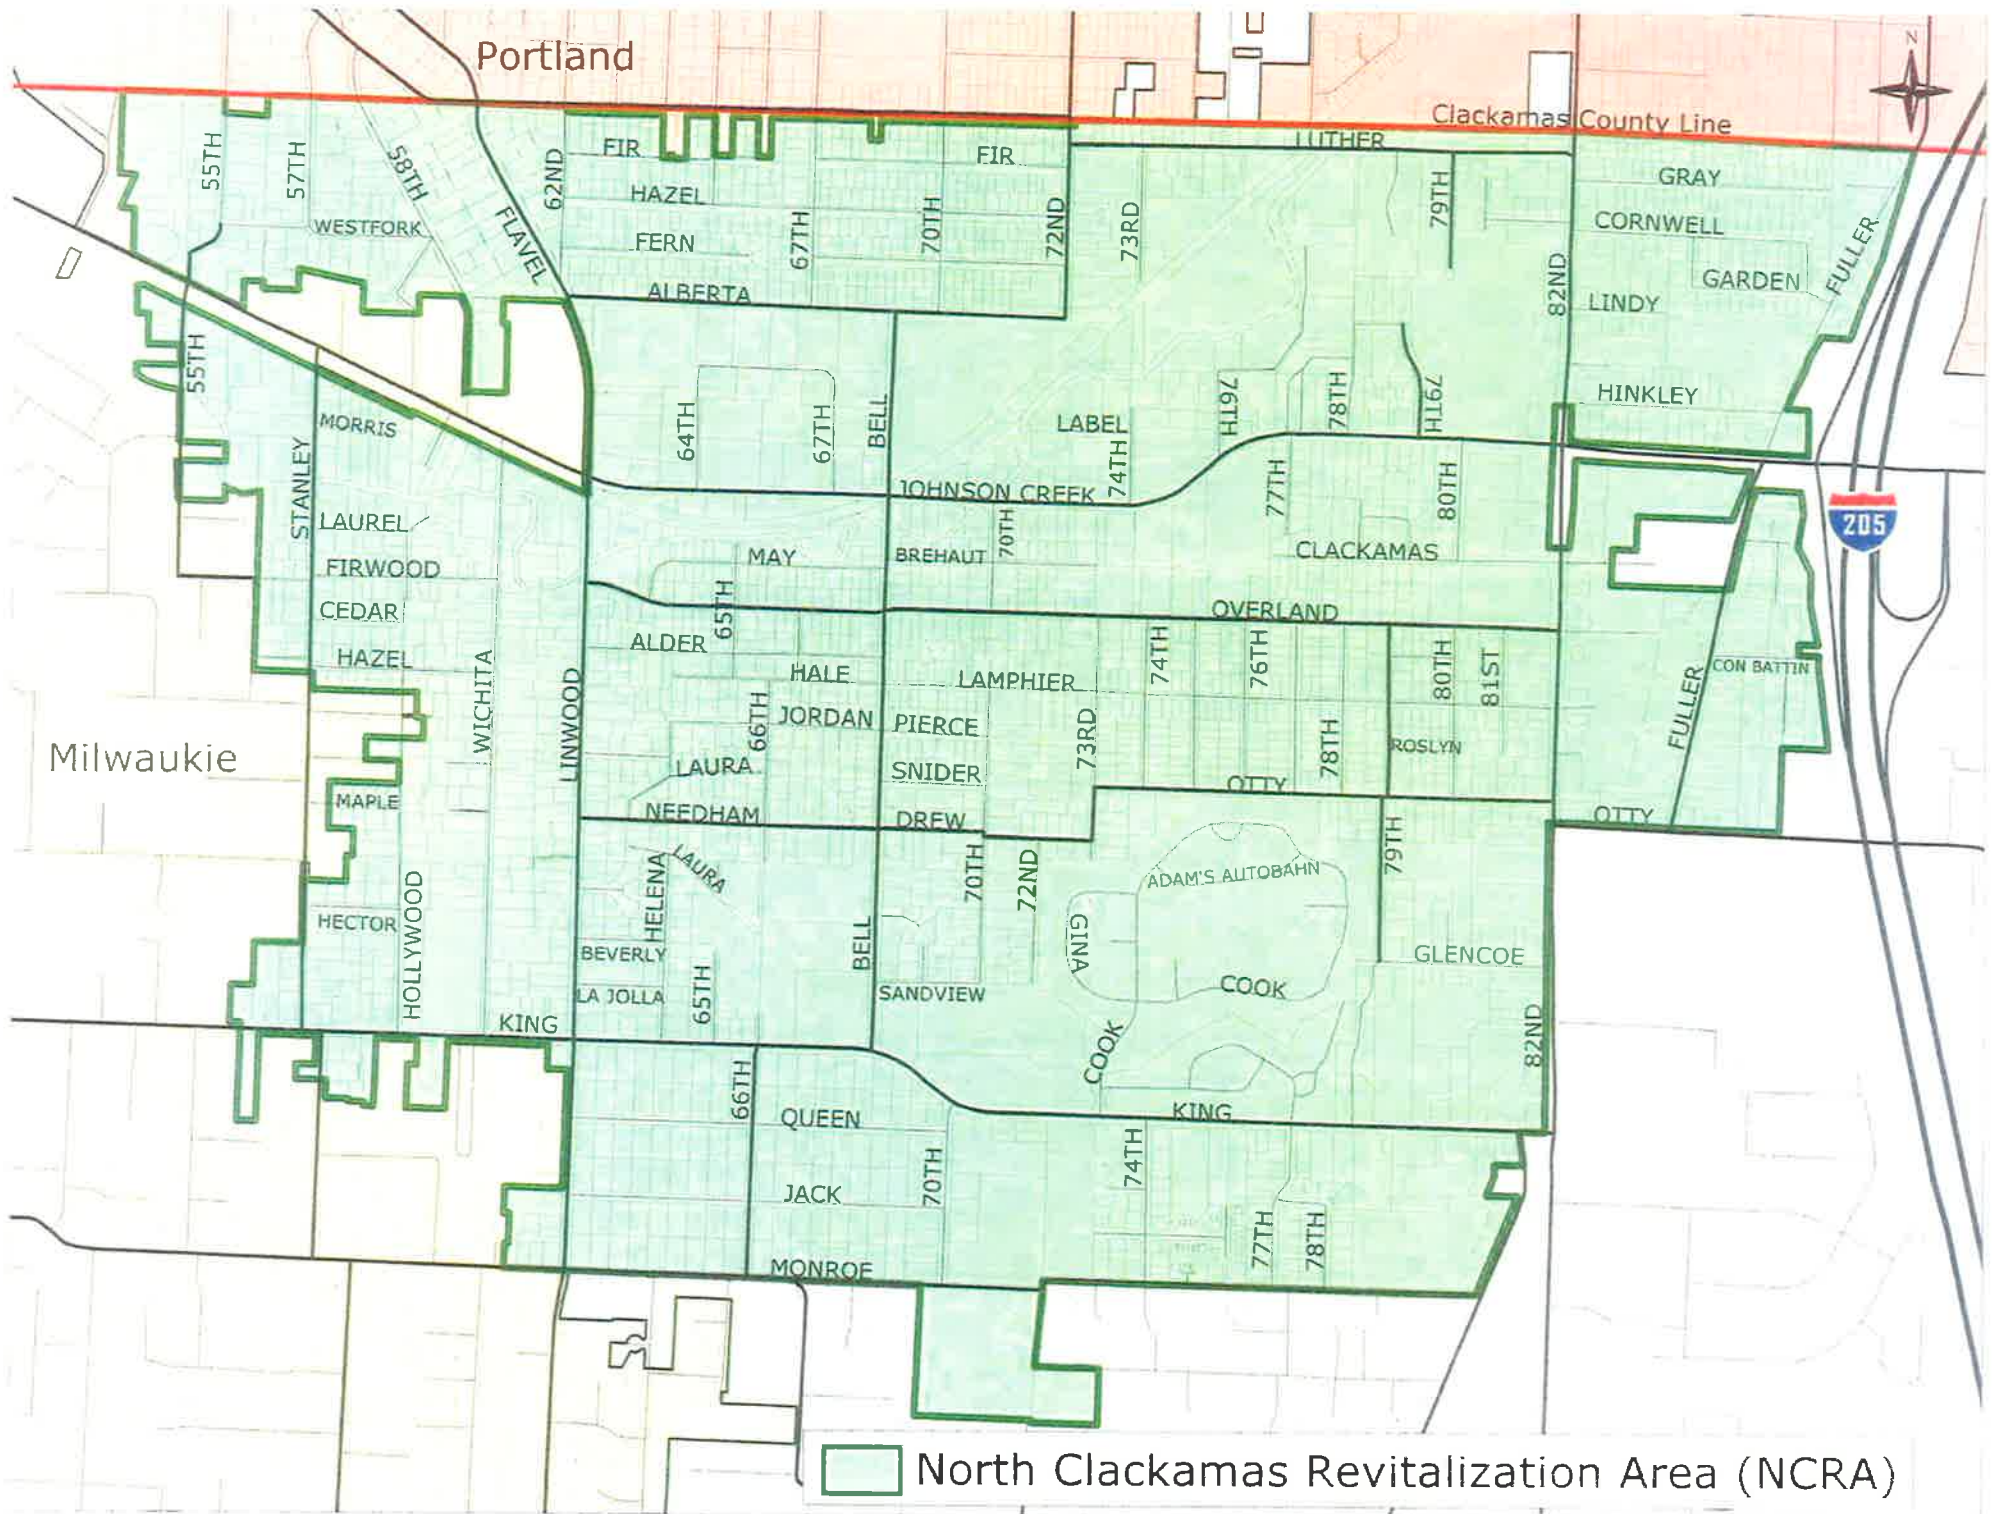 Portland
N
Clackamas County Line
LUTHER
FIR
FIR
GRAY
55TH
57TH
58TH
62ND
HAZEL
79TH
CORNWELL
WESTFORK
FLAVEL
FERN
67TH
70TH
72ND
73RD
FULLER
GARDEN
ALBERTA
82ND
LINDY
55TH
HINKLEY
MORRIS
64TH
67TH
BELL
LABEL
76TH
78TH
79TH
STANLEY
JOHNSON CREEK
74TH
77TH
80TH
205
LAUREL
70TH
MAY
BREHAUT
CLACKAMAS
FIRWOOD
CEDAR
65TH
OVERLAND
ALDER
HAZEL
WICHITA
LINWOOD
HALE
LAMPHIER
74TH
76TH
80TH
81ST
CON BATTIN
66TH
JORDAN
PIERCE
73RD
78TH
ROSLYN
FULLER
Milwaukie
LAURA
SNIDER
OTTY
MAPLE
NEEDHAM
DREW
OTTY
HELENA
LAURA
70TH
72ND
ADAM'S AUTOBAHN
79TH
HECTOR
HOLLYWOOD
BEVERLY
BELL
GINA
GLENCOE
LA JOLLA
65TH
SANDVIEW
COOK
KING
COOK
82ND
66TH
QUEEN
KING
74TH
JACK
70TH
77TH
78TH
MONROE
North Clackamas Revitalization Area (NCRA)